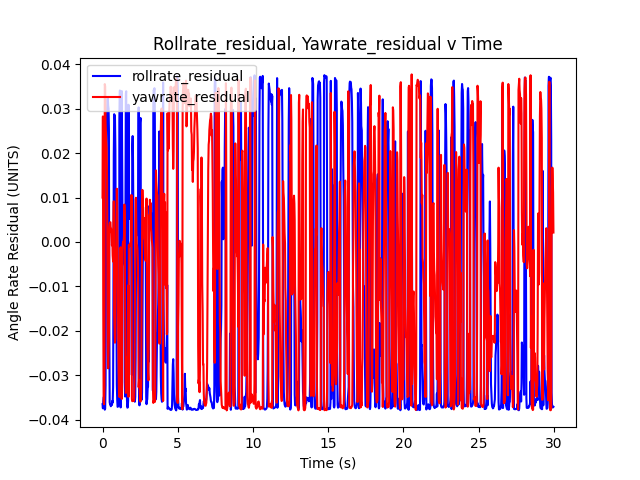 Rollrate_residual, Yawrate_residual v Time
rollrate_residual
yawrate_residual
0.04
0.03
0.02
0.01
0.00
−0.01
−0.02
−0.03
−0.04
Angle Rate Residual (UNITS)
0 5 10 15 20 25 30
Time (s)